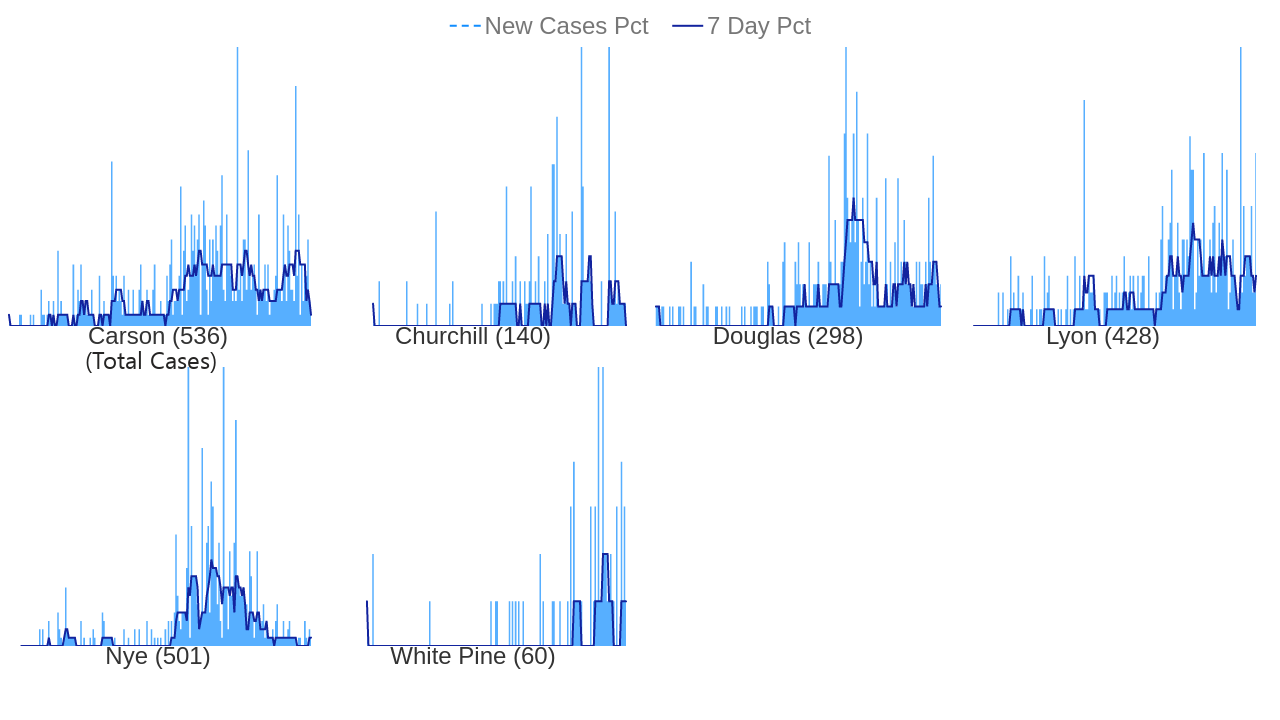 New Cases Pct 7 Day Pct
Carson (536)
(Total Cases)
Churchill (140)
Douglas (298)
Lyon (428)
Nye (501)
White Pine (60)